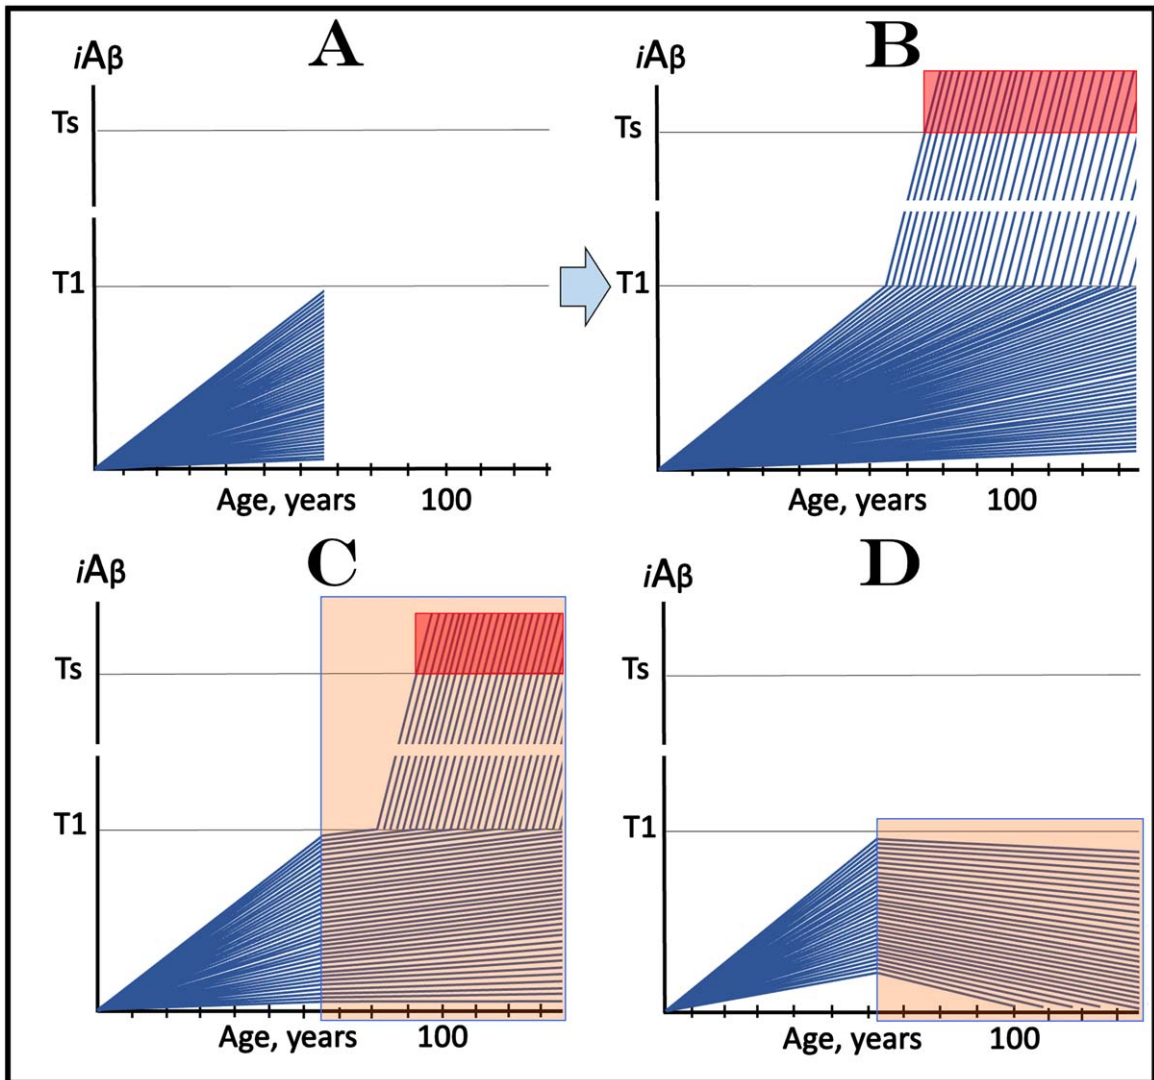 A
iAβ
Ts
T1
Age, years 100
B
iAβ
Ts
T1
Age, years 100
C
iAβ
Ts
T1
Age, years 100
D
iAβ
Ts
T1
Age, years 100